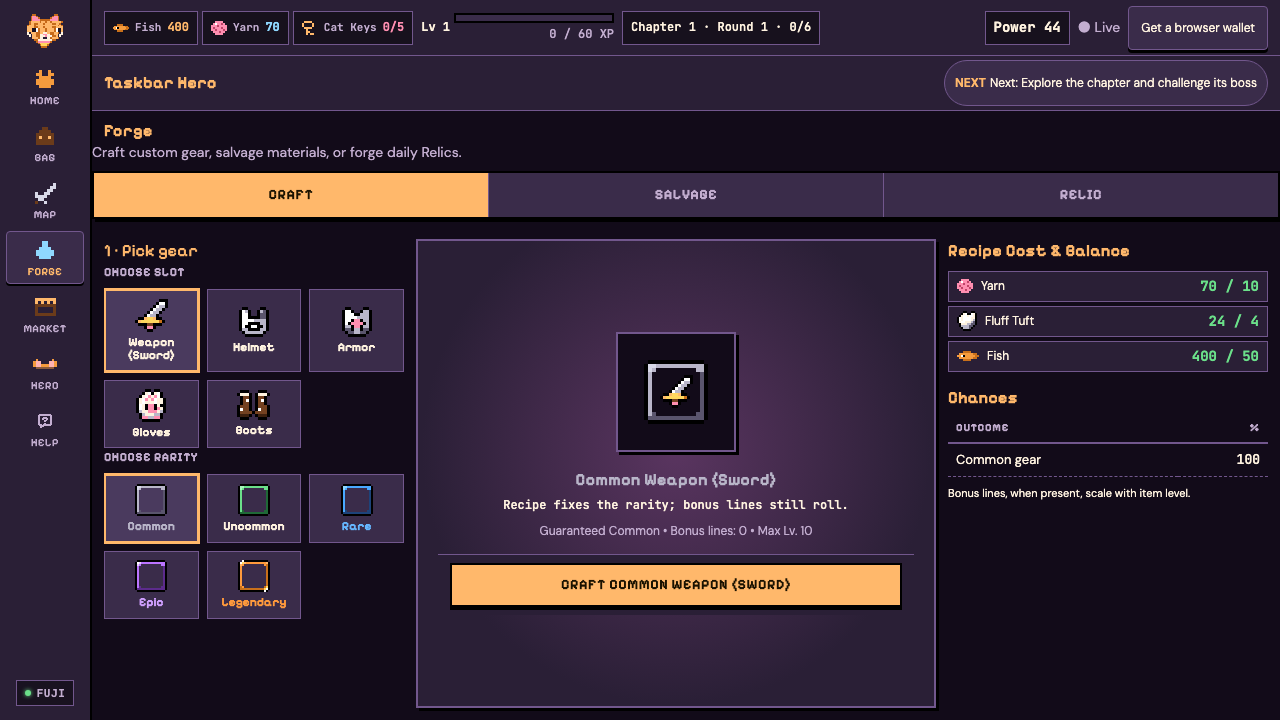 Fish 400
Yarn 70
Cat Keys 0/5
Lv 1
0 / 60 XP
Chapter 1 · Round 1 · 0/6
Power 44
Live
Get a browser wallet
HOME
BAG
MAP
FORGE
MARKET
HERO
HELP
FUJI
Taskbar Hero
NEXT Next: Explore the chapter and challenge its boss
Forge
Craft custom gear, salvage materials, or forge daily Relics.
CRAFT
SALVAGE
RELIC
1 · Pick gear
CHOOSE SLOT
Weapon
(Sword)
Helmet
Armor
Gloves
Boots
CHOOSE RARITY
Common
Uncommon
Rare
Epic
Legendary
Common Weapon (Sword)
Recipe fixes the rarity; bonus lines still roll.
Guaranteed Common • Bonus lines: 0 • Max Lv. 10
CRAFT COMMON WEAPON (SWORD)
Recipe Cost & Balance
Yarn 70 / 10
Fluff Tuft 24 / 4
Fish 400 / 50
Chances
OUTCOME %
Common gear 100
Bonus lines, when present, scale with item level.